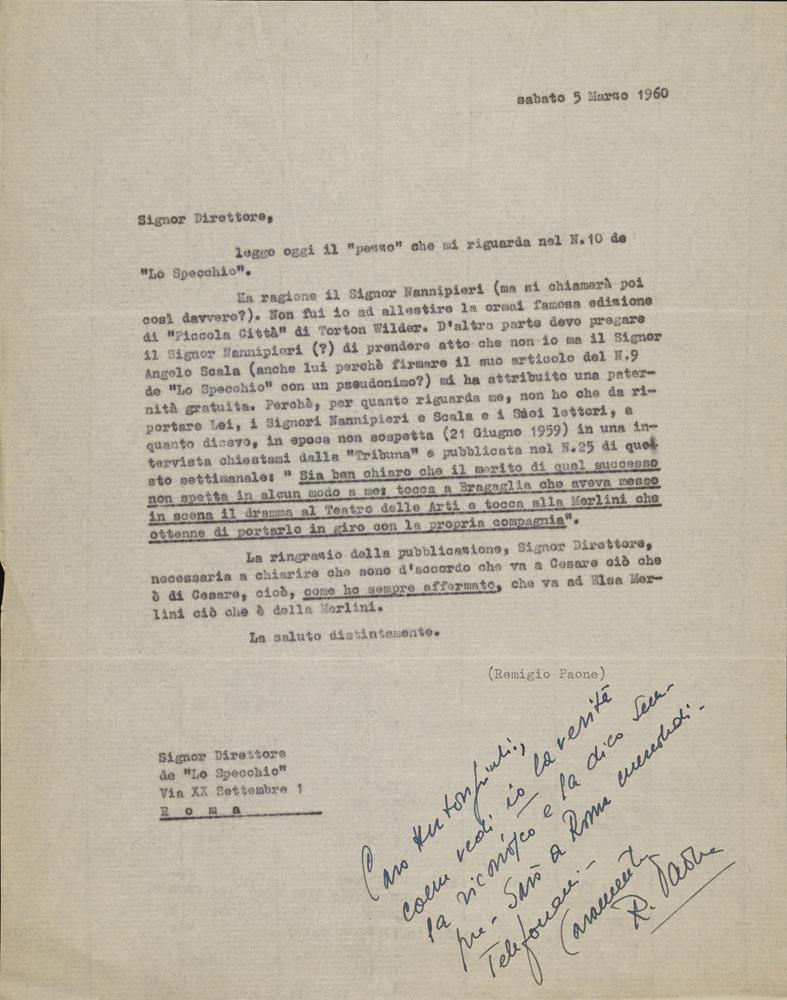 sabato 5 Marzo 1960
Signor Direttore,
leggo oggi il "pezzo" che mi riguarda nel N.10 de
"Lo Specchio".
Ha ragione il Signor Nannipieri (ma si chiamerà poi
così davvero?). Non fui io ad allestire la ormai famosa edizione
di "Piccola Città" di Torton Wilder. D'altra parte devo pregare
il Signor Nannipieri (?) di prendere atto che non io ma il Signor
Angelo Scala (anche lui perchè firmare il suo articolo del N.9
de "Lo Specchio" con un pseudonimo?) mi ha attribuito una pater-
nità gratuita. Perchè, per quanto riguarda me, non ho che da ri-
portare Lei, i Signori Nannipieri e Scala e i Suoi lettori, a
quanto dicevo, in epoca non sospetta (21 Giugno 1959) in una in-
tervista chiestami dalla "Tribuna" e pubblicata nel N.25 di que
sto settimanale: " Sia ben chiaro che il merito di quel successo
non spetta in alcun modo a me: tocca a Bragaglia che aveva messo
in scena il dramma al Teatro delle Arti e tocca alla Merlini che
ottenne di portarlo in giro con la propria compagnia".
La ringrazio della pubblicazione, Signor Direttore,
necessaria a chiarire che sono d'accordo che va a Cesare ciò che
è di Cesare, cioè, come ho sempre affermato, che va ad Elsa Mer-
lini ciò che è della Merlini.
La saluto distintamente.
(Remigio Paone)
Signor Direttore
de "Lo Specchio"
Via XX Settembre 1
R o m a
Caro
come vedi io la verità
la riconosco e la dico sem-
pre - Sarò a Roma mercoledì -
Telefonami -
Caramente
R. Paone